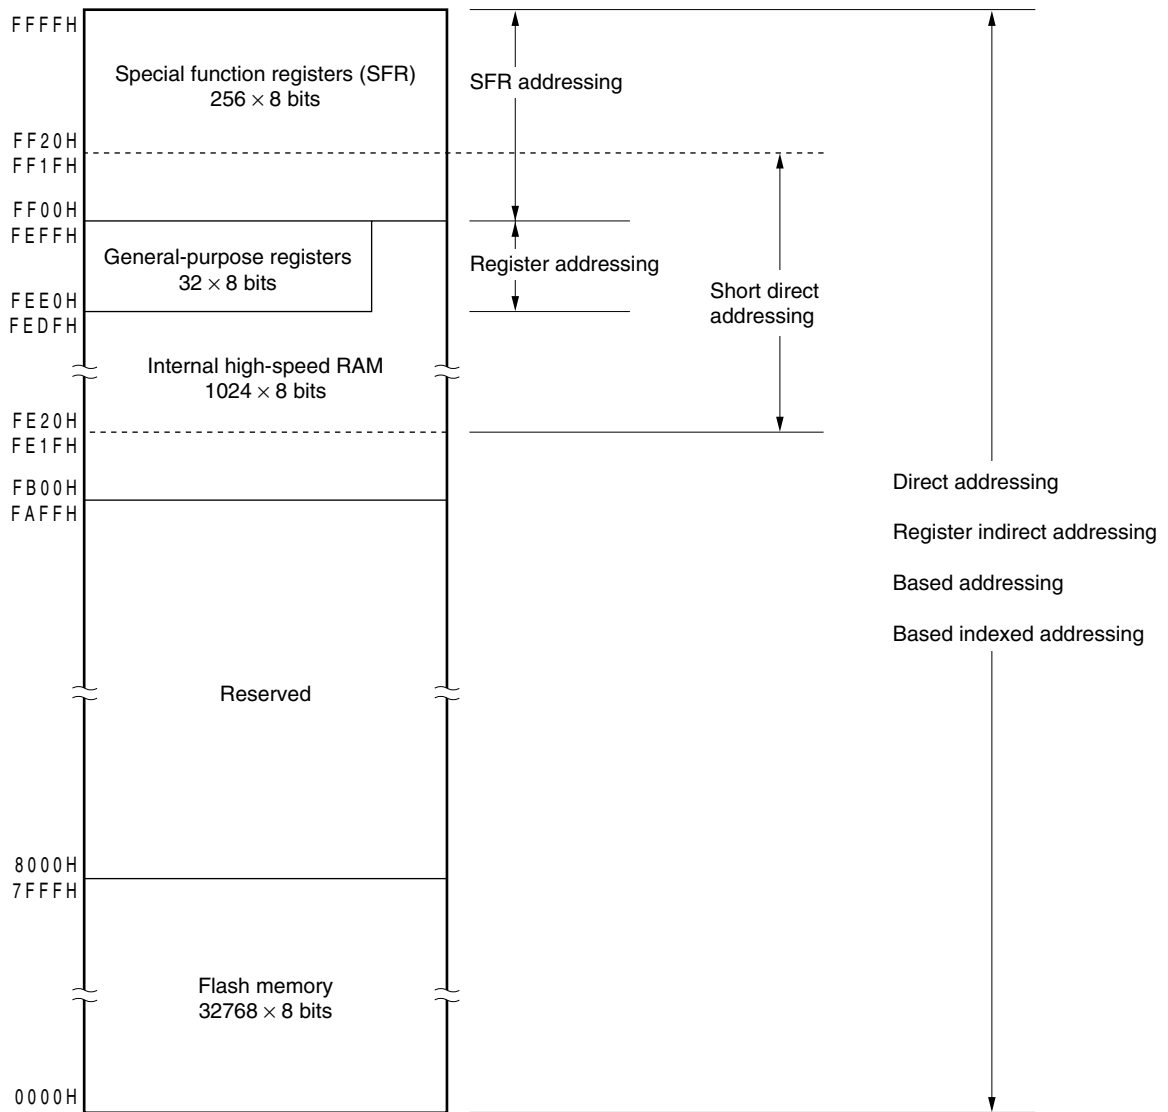 FFFFH
Special function registers (SFR)
256 × 8 bits
SFR addressing
FF20H
FF1FH
FF00H
FEFFH
General-purpose registers
32 × 8 bits
Register addressing
Short direct
addressing
FEE0H
FEDFH
Internal high-speed RAM
1024 × 8 bits
FE20H
FE1FH
FB00H
FAFFH
Direct addressing
Register indirect addressing
Based addressing
Based indexed addressing
Reserved
8000H
7FFFH
Flash memory
32768 × 8 bits
0000H